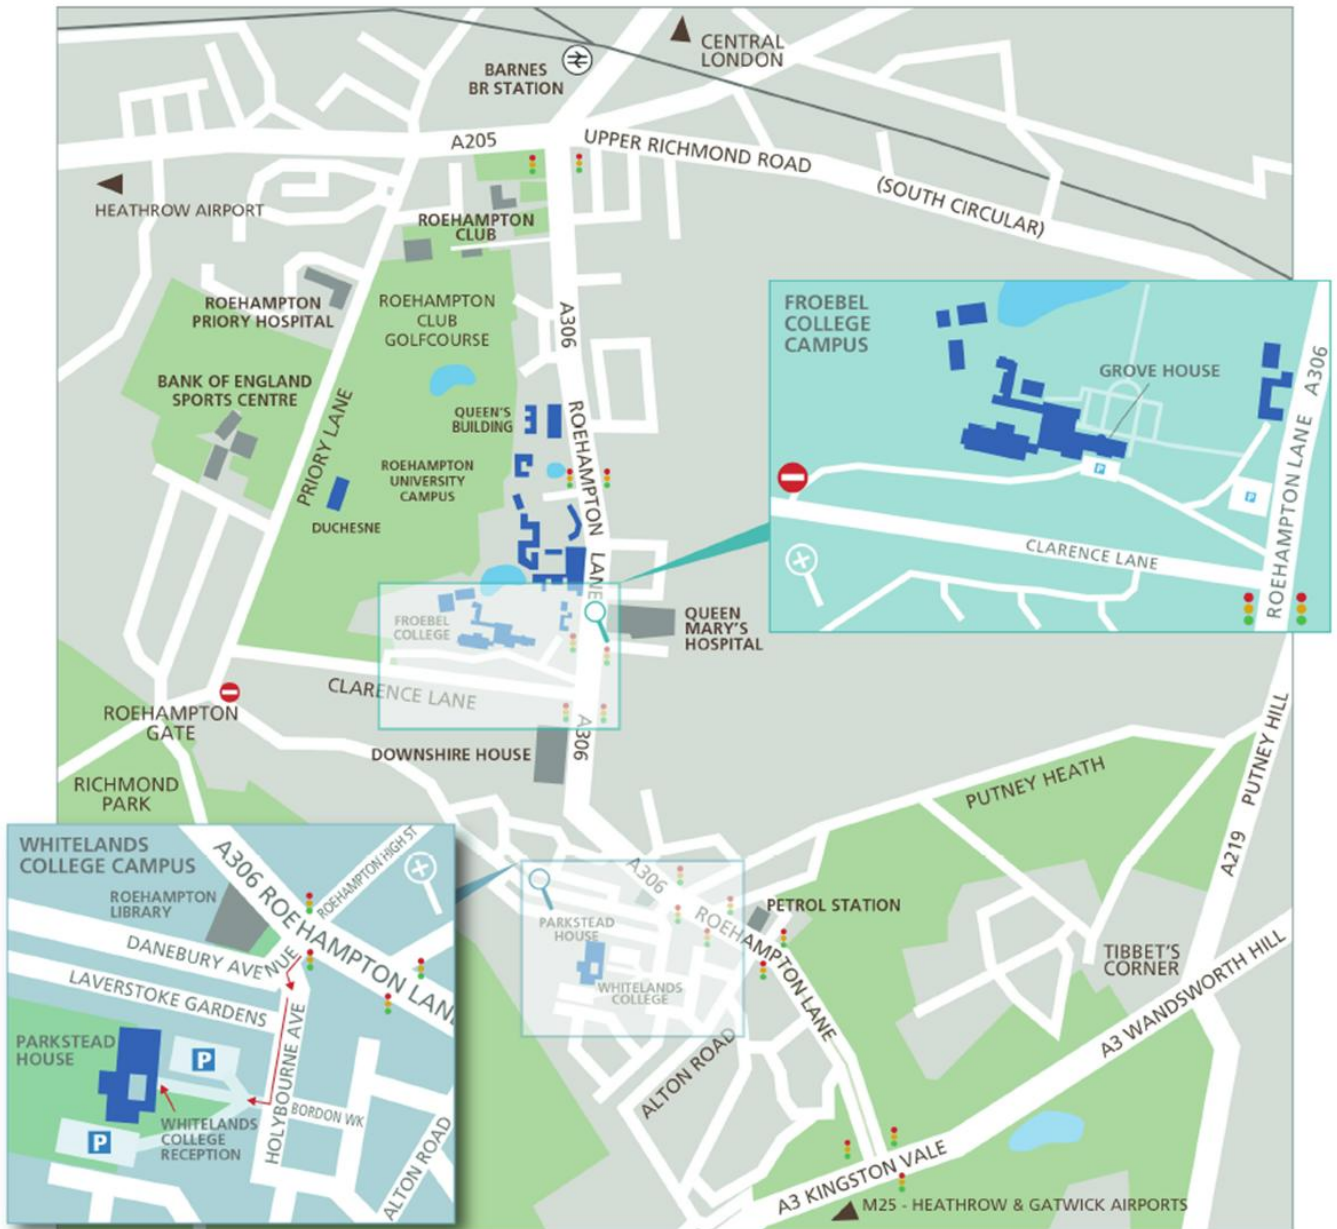 CENTRAL
LONDON
BARNES
BR STATION
A205
UPPER RICHMOND ROAD
(SOUTH CIRCULAR)
HEATHROW AIRPORT
ROEHAMPTON
CLUB
ROEHAMPTON
PRIORY HOSPITAL
ROEHAMPTON
CLUB
GOLFCOURSE
A306
BANK OF ENGLAND
SPORTS CENTRE
PRIORY LANE
QUEEN'S
BUILDING
ROEHAMPTON
UNIVERSITY
CAMPUS
DUCHESNE
ROEHAMPTON LANE
FROEBEL
COLLEGE
CAMPUS
GROVE HOUSE
A306
ROEHAMPTON LANE
P
P
CLARENCE LANE
FROEBEL
COLLEGE
QUEEN
MARY'S
HOSPITAL
CLARENCE LANE
A306
ROEHAMPTON
GATE
DOWNSHIRE HOUSE
RICHMOND
PARK
PUTNEY HEATH
A219 PUTNEY HILL
WHITELANDS
COLLEGE CAMPUS
A306 ROEHAMPTON LANE
ROEHAMPTON HIGH ST
ROEHAMPTON
LIBRARY
DANEBURY AVENUE
LAVERSTOKE GARDENS
PARKSTEAD
HOUSE
P
HOLYBOURNE AVE
BORDON WK
WHITELANDS
COLLEGE
RECEPTION
P
ALTON ROAD
A306
ROEHAMPTON LANE
PETROL STATION
PARKSTEAD
HOUSE
WHITELANDS
COLLEGE
TIBBET'S
CORNER
ALTON ROAD
A3 WANDSWORTH HILL
A3 KINGSTON VALE
M25 - HEATHROW & GATWICK AIRPORTS